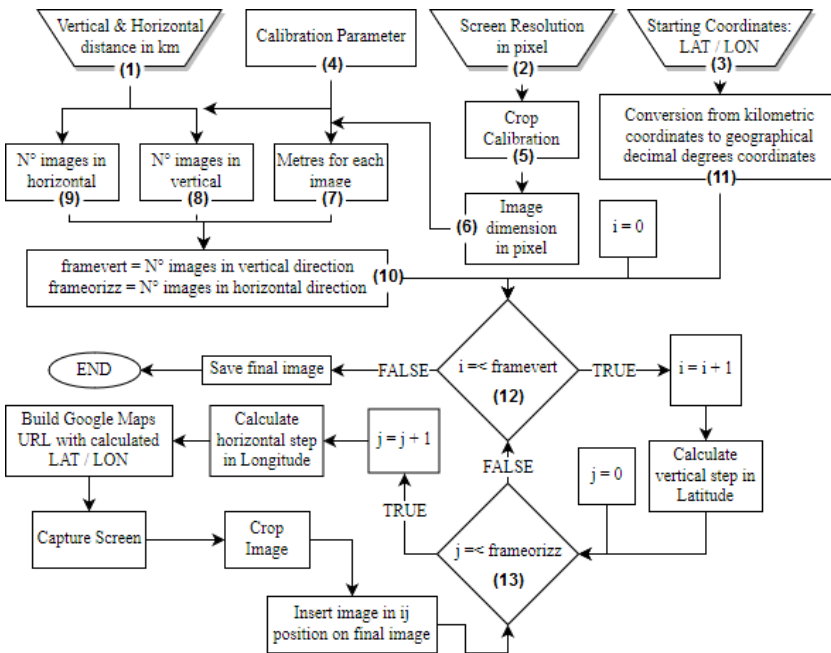 Vertical & Horizontal
distance in km
(1)
Calibration Parameter
(4)
Screen Resolution
in pixel
(2)
Starting Coordinates:
LAT / LON
(3)
N° images in
horizontal
(9)
N° images in
vertical
(8)
Metres for each
image
(7)
Crop
Calibration
(5)
Conversion from kilometric
coordinates to geographical
decimal degrees coordinates
(11)
(6)
Image
dimension
in pixel
i = 0
framevert = N° images in vertical direction
frameorizz = N° images in horizontal direction
(10)
END
Save final image
FALSE
i =< framevert
(12)
TRUE
i = i + 1
Build Google Maps
URL with calculated
LAT / LON
Calculate
horizontal step
in Longitude
j = j + 1
FALSE
j = 0
Calculate
vertical step in
Latitude
TRUE
Capture Screen
Crop
Image
j =< frameorizz
(13)
Insert image in ij
position on final image